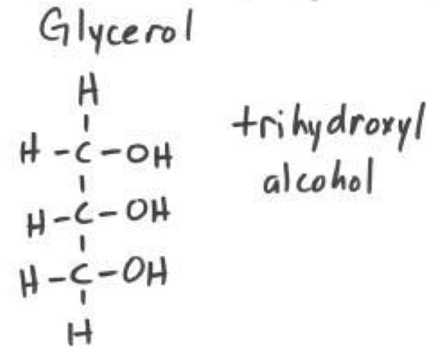 Glycerol
H
H-C-OH
H-C-OH
H-C-OH
H
trihydroxyl
alcohol